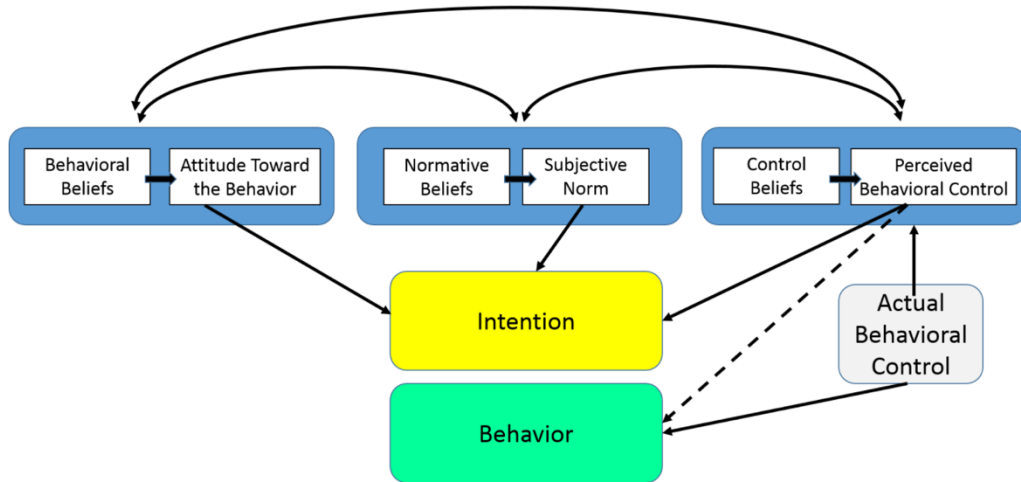 Behavioral
Beliefs
Attitude Toward
the Behavior
Normative
Beliefs
Subjective
Norm
Control
Beliefs
Perceived
Behavioral Control
Intention
Actual
Behavioral
Control
Behavior